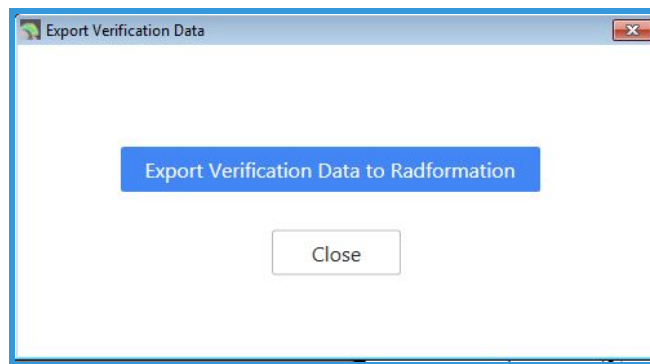 Export Verification Data
Export Verification Data to Radformation
Close